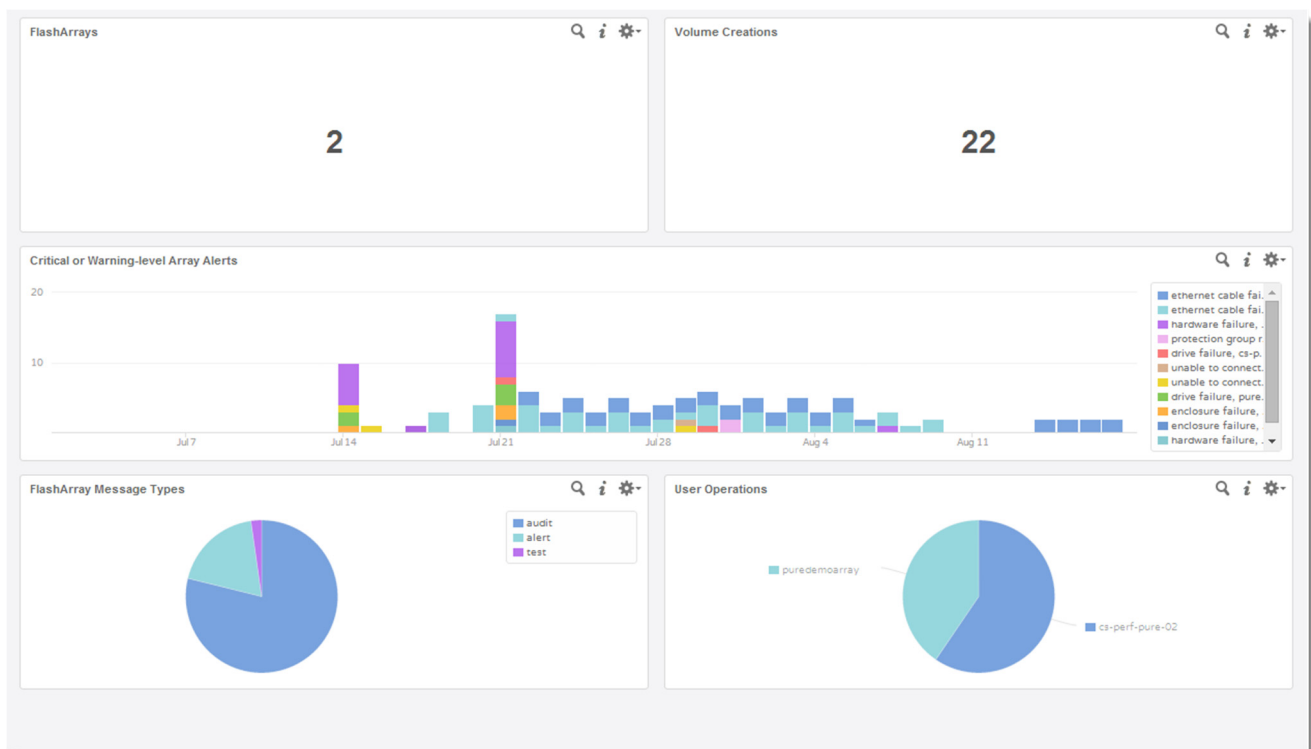 FlashArrays
Volume Creations
2
22
Critical or Warning-level Array Alerts
20
10
Jul 7
Jul 14
Jul 21
Jul 28
Aug 4
Aug 11
ethernet cable fai.
ethernet cable fai.
hardware failure, .
protection group r
drive failure, cs-p.
unable to connect.
unable to connect.
drive failure, pure.
enclosure failure, .
enclosure failure, .
hardware failure, .
FlashArray Message Types
audit
alert
test
User Operations
puredemoarray
cs-perf-pure-02